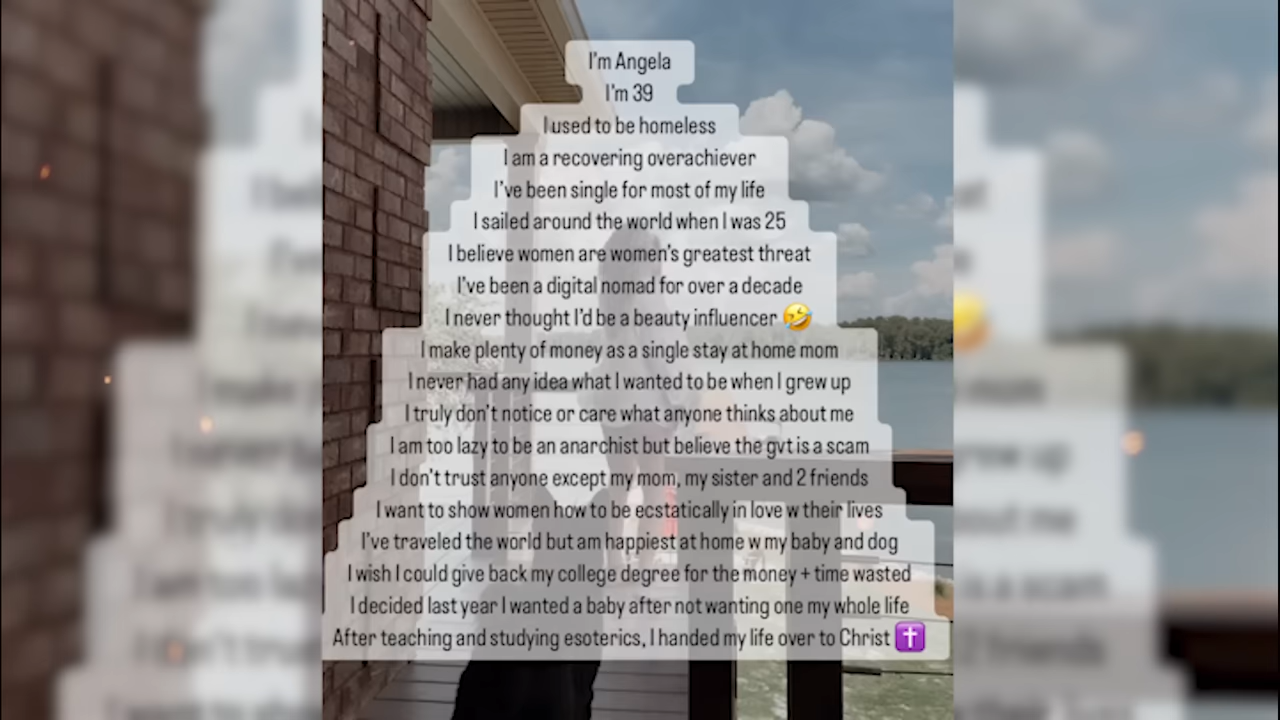 I'm Angela
I'm 39
I used to be homeless
I am a recovering overachiever
I've been single for most of my life
I sailed around the world when I was 25
I believe women are women's greatest threat
I've been a digital nomad for over a decade
I never thought I'd be a beauty influencer 🤣
I make plenty of money as a single stay at home mom
I never had any idea what I wanted to be when I grew up
I truly don't notice or care what anyone thinks about me
I am too lazy to be an anarchist but believe the gvt is a scam
I don't trust anyone except my mom, my sister and 2 friends
I want to show women how to be ecstatically in love w their lives
I've traveled the world but am happiest at home w my baby and dog
I wish I could give back my college degree for the money + time wasted
I decided last year I wanted a baby after not wanting one my whole life
After teaching and studying esoterics, I handed my life over to Christ ✝️